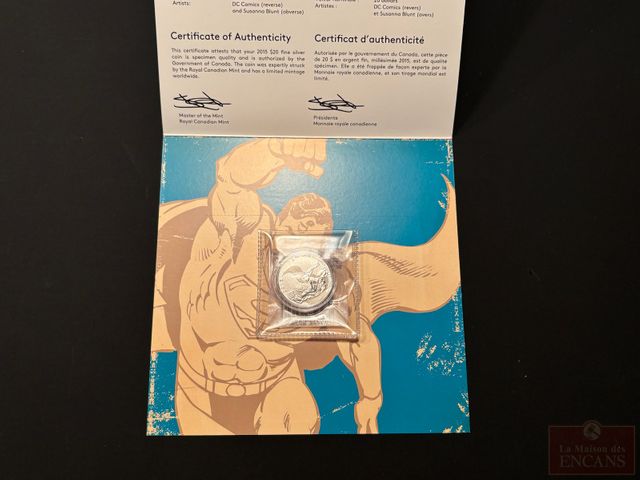 Artists:
DC Comics (reverse)
and Susanna Blunt (obverse)
Certificate of Authenticity
This certificate attests that your 2015 $20 fine silver
coin is specimen quality and is authorized by the
Government of Canada. The coin was expertly struck
by the Royal Canadian Mint and has a limited mintage
worldwide.
Master of the Mint
Royal Canadian Mint
20 dollars
Artistes :
DC Comics (revers)
et Susanna Blunt (avers)
Certificat d'authenticité
Autorisée par le gouvernement du Canada, cette pièce
de 20 $ en argent fin, millésimée 2015, est de qualité
spécimen. Elle a été frappée de façon experte par la
Monnaie royale canadienne, et son tirage mondial est
limité.
Présidente
Monnaie royale canadienne
La Maison des
ENCANS